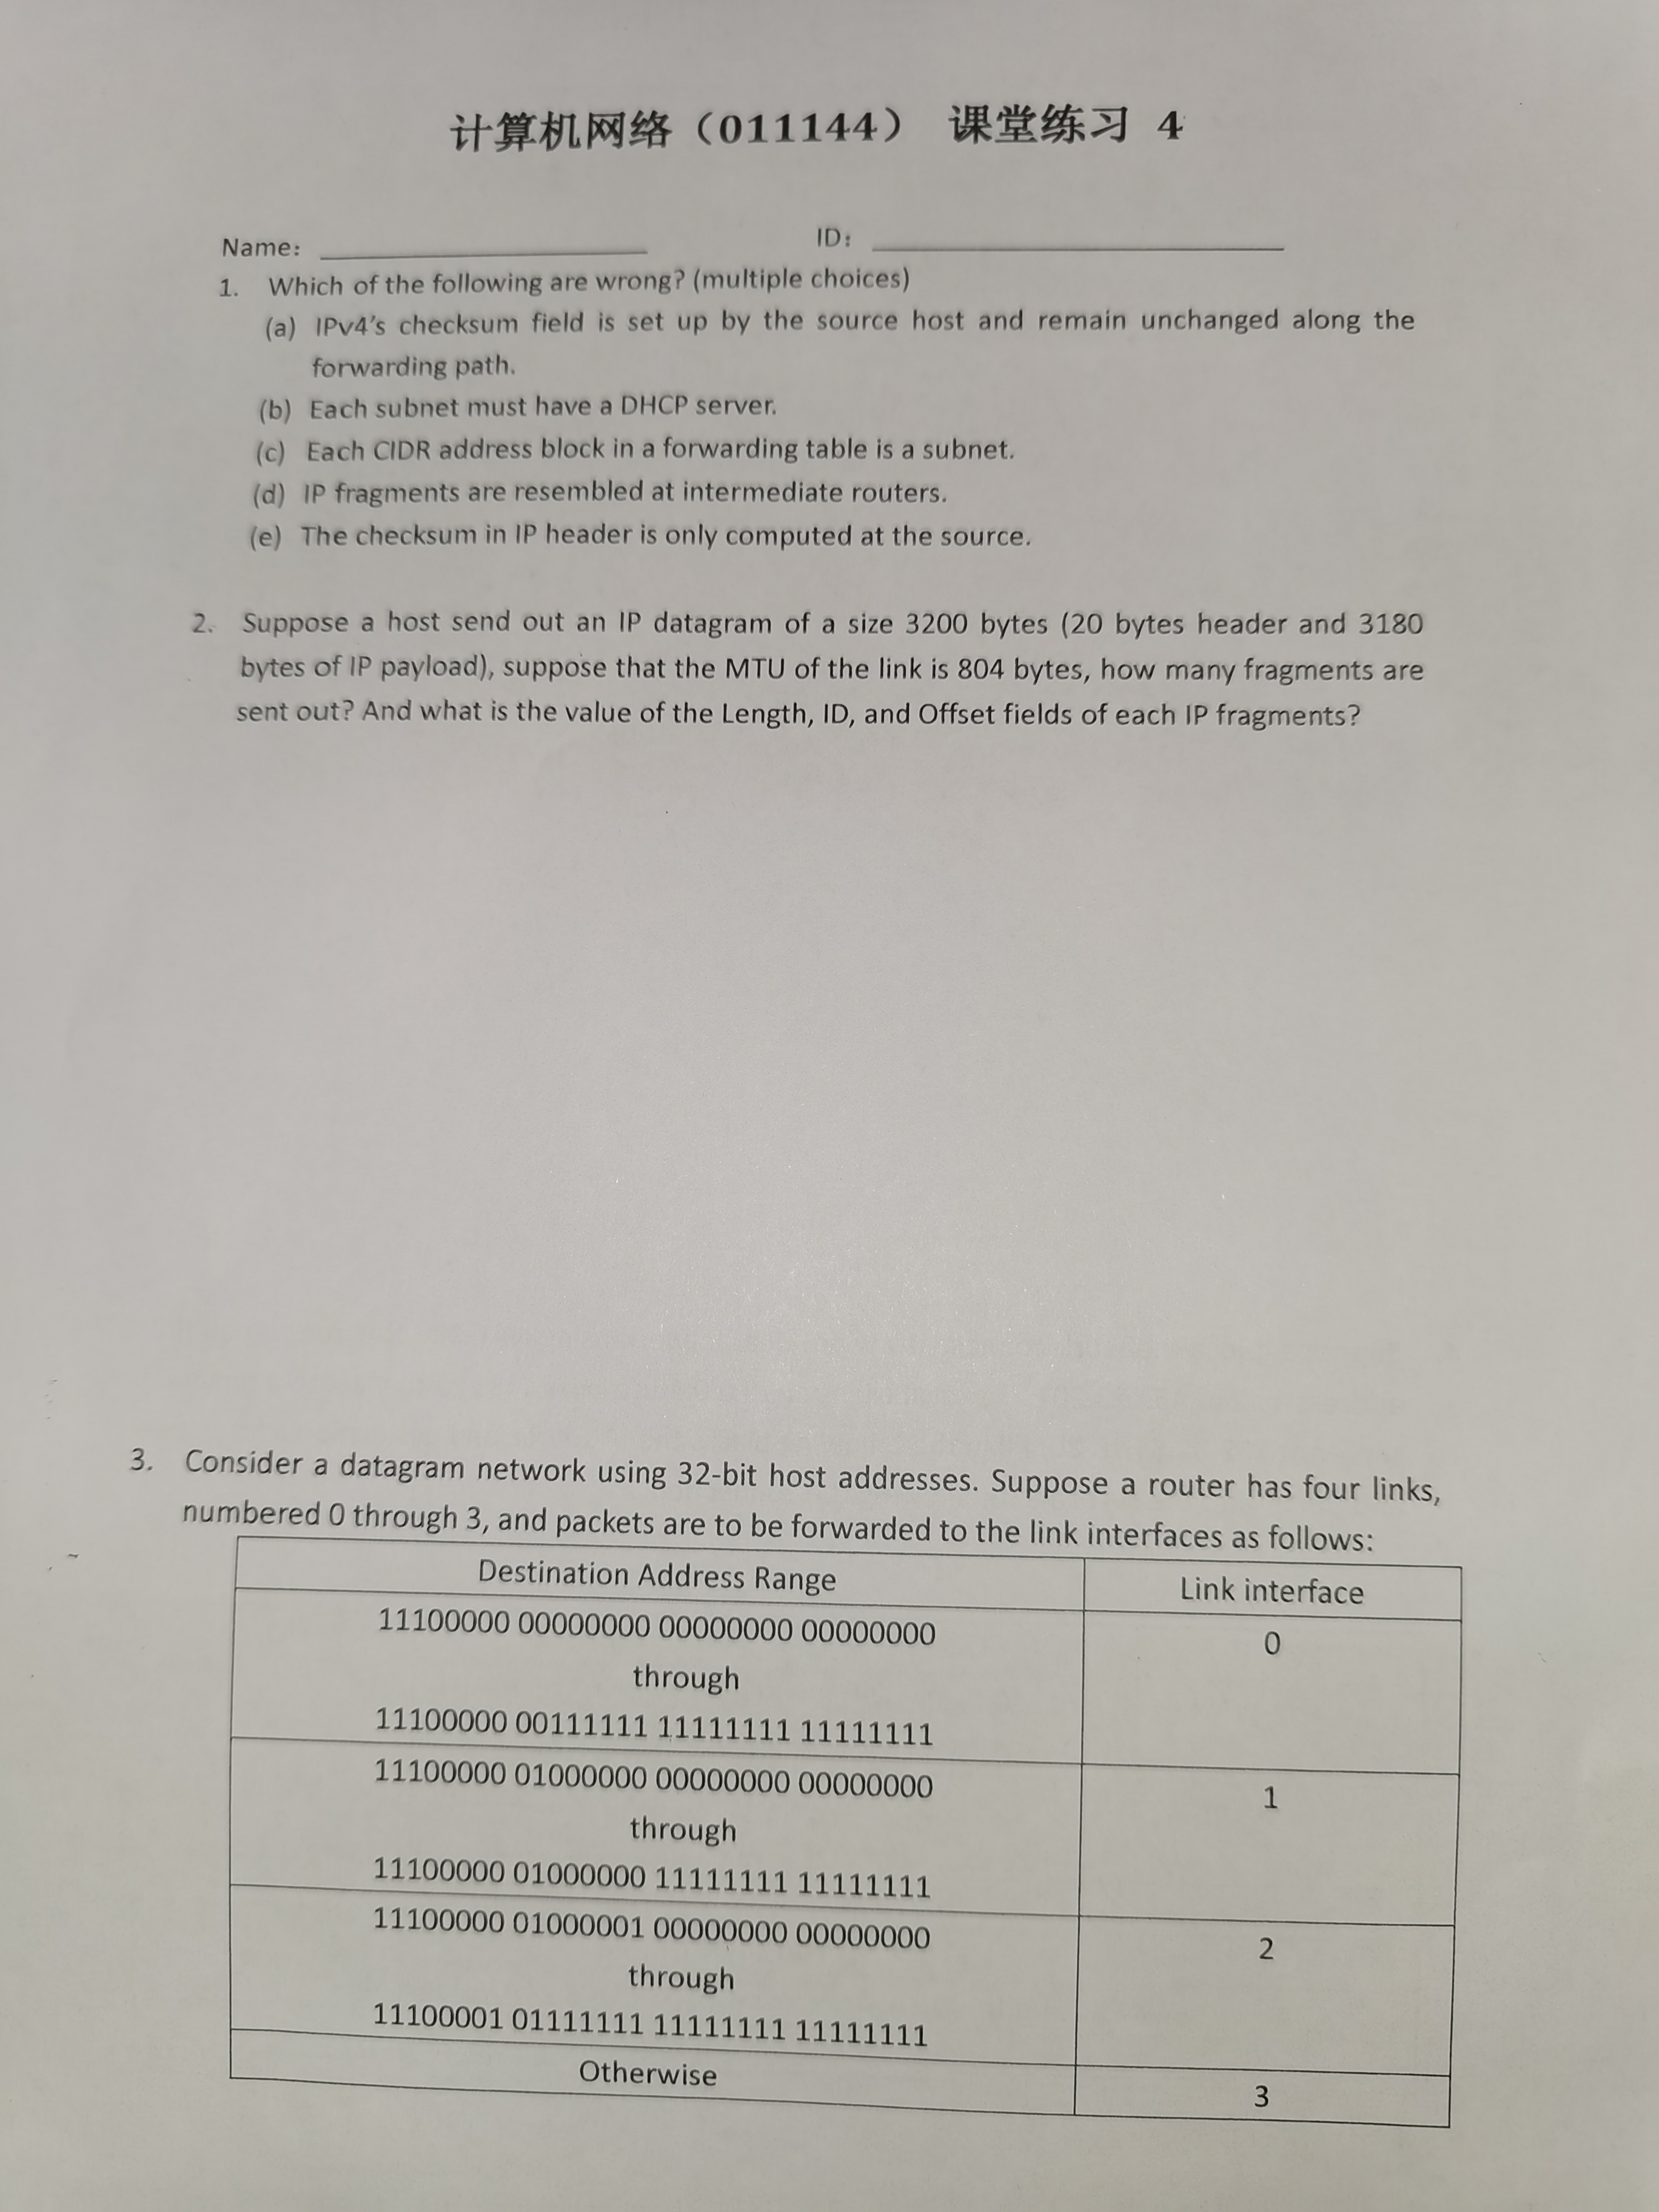 计算机网络（011144） 课堂练习 4
Name: ID:
1. Which of the following are wrong? (multiple choices)
(a) IPv4's checksum field is set up by the source host and remain unchanged along the
forwarding path.
(b) Each subnet must have a DHCP server.
(c) Each CIDR address block in a forwarding table is a subnet.
(d) IP fragments are resembled at intermediate routers.
(e) The checksum in IP header is only computed at the source.
2. Suppose a host send out an IP datagram of a size 3200 bytes (20 bytes header and 3180
bytes of IP payload), suppose that the MTU of the link is 804 bytes, how many fragments are
sent out? And what is the value of the Length, ID, and Offset fields of each IP fragments?
3. Consider a datagram network using 32-bit host addresses. Suppose a router has four links,
numbered 0 through 3, and packets are to be forwarded to the link interfaces as follows:
Destination Address Range Link interface
11100000 00000000 00000000 00000000 0
through
11100000 00111111 11111111 11111111
11100000 01000000 00000000 00000000 1
through
11100000 01000000 11111111 11111111
11100000 01000001 00000000 00000000 2
through
11100001 01111111 11111111 11111111
Otherwise 3